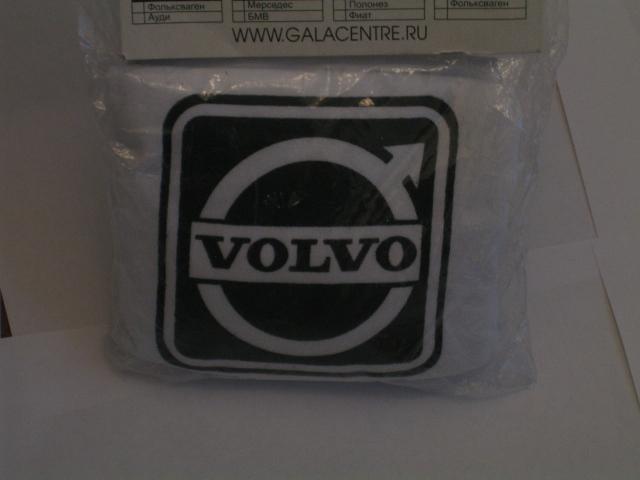 Фольксваген Мерседес Полонез Фольксваген
Ауди БМВ Фиат
WWW.GALACENTRE.RU
VOLVO